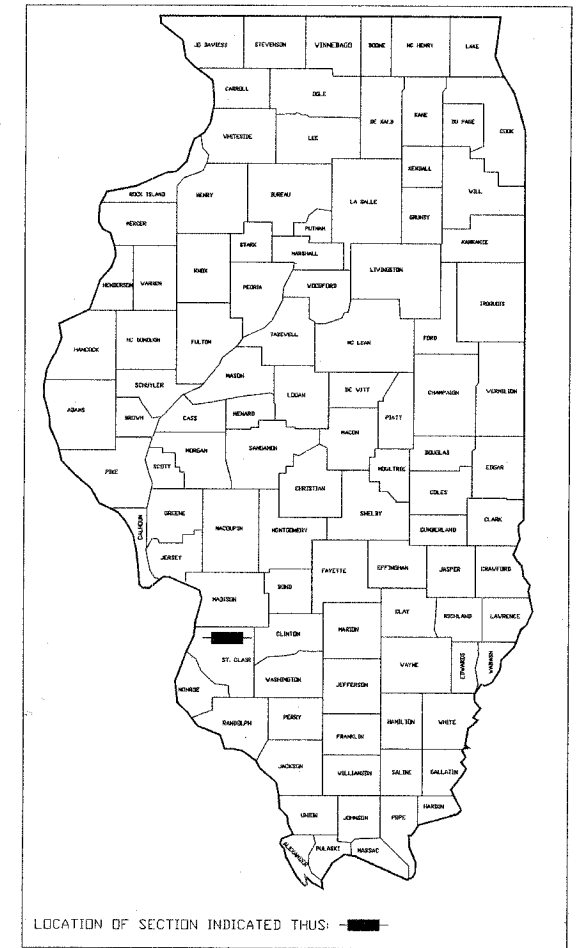 JO DAVIESS STEVENSON WINNEBAGO BOONE MC HENRY LAKE
CARROLL OGLE
DE KALB KANE DU PAGE COOK
WHITESIDE LEE
KENDALL
ROCK ISLAND HENRY BUREAU LA SALLE WILL
MERCER PUTNAM GRUNDY
STARK MARSHALL KANKAKEE
HENDERSON WARREN KNOX PEORIA WOODFORD LIVINGSTON IROQUOIS
HANCOCK MC DONOUGH FULTON TAZEWELL MC LEAN FORD
MASON
SCHUYLER LOGAN DE WITT CHAMPAIGN VERMILION
ADAMS BROWN CASS MENARD PIATT
MACON
MORGAN SANGAMON DOUGLAS
PIKE SCOTT MOULTRIE EDGAR
CHRISTIAN COLES
CALHOUN GREENE MACOUPIN MONTGOMERY SHELBY CUMBERLAND CLARK
JERSEY
FAYETTE EFFINGHAM JASPER CRAWFORD
MADISON BOND
CLAY RICHLAND LAWRENCE
CLINTON MARION
ST. CLAIR WAYNE EDWARDS WABASH
WASHINGTON JEFFERSON
MONROE
RANDOLPH PERRY HAMILTON WHITE
FRANKLIN
JACKSON WILLIAMSON SALINE GALLATIN
HARDIN
UNION JOHNSON POPE
ALEXANDER PULASKI MASSAC
LOCATION OF SECTION INDICATED THUS: